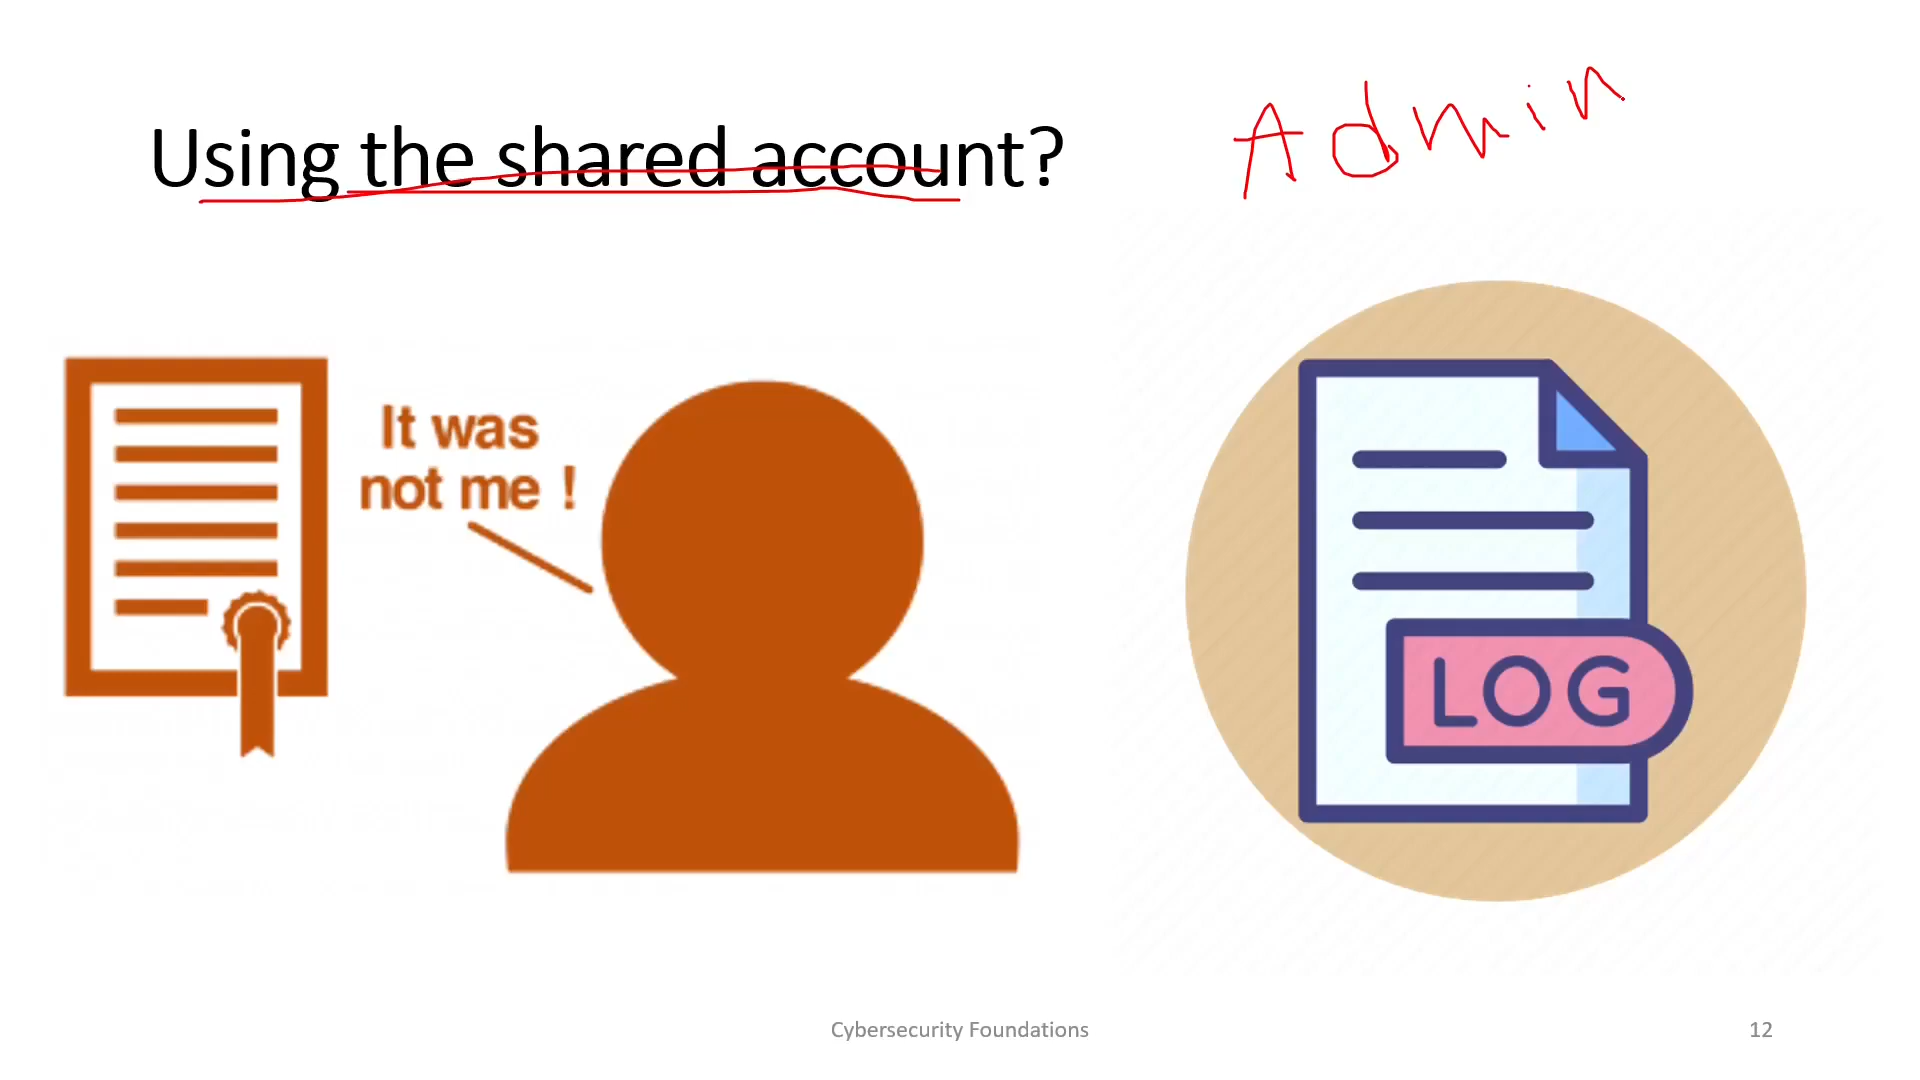 Using the shared account?
Admin
It was
not me !
LOG
Cybersecurity Foundations
12